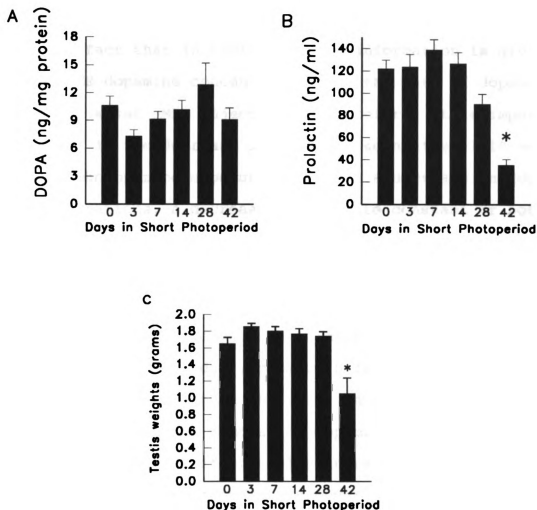 A
DOPA (ng/mg protein)
18
15
12
9
6
3
0
0 3 7 14 28 42
Days in Short Photoperiod
B
Prolactin (ng/ml)
140
120
100
80
60
40
20
0
*
0 3 7 14 28 42
Days in Short Photoperiod
C
Testis weights (grams)
2.0
1.8
1.6
1.4
1.2
1.0
0.8
0.6
0.4
0.2
0.0
*
0 3 7 14 28 42
Days in Short Photoperiod